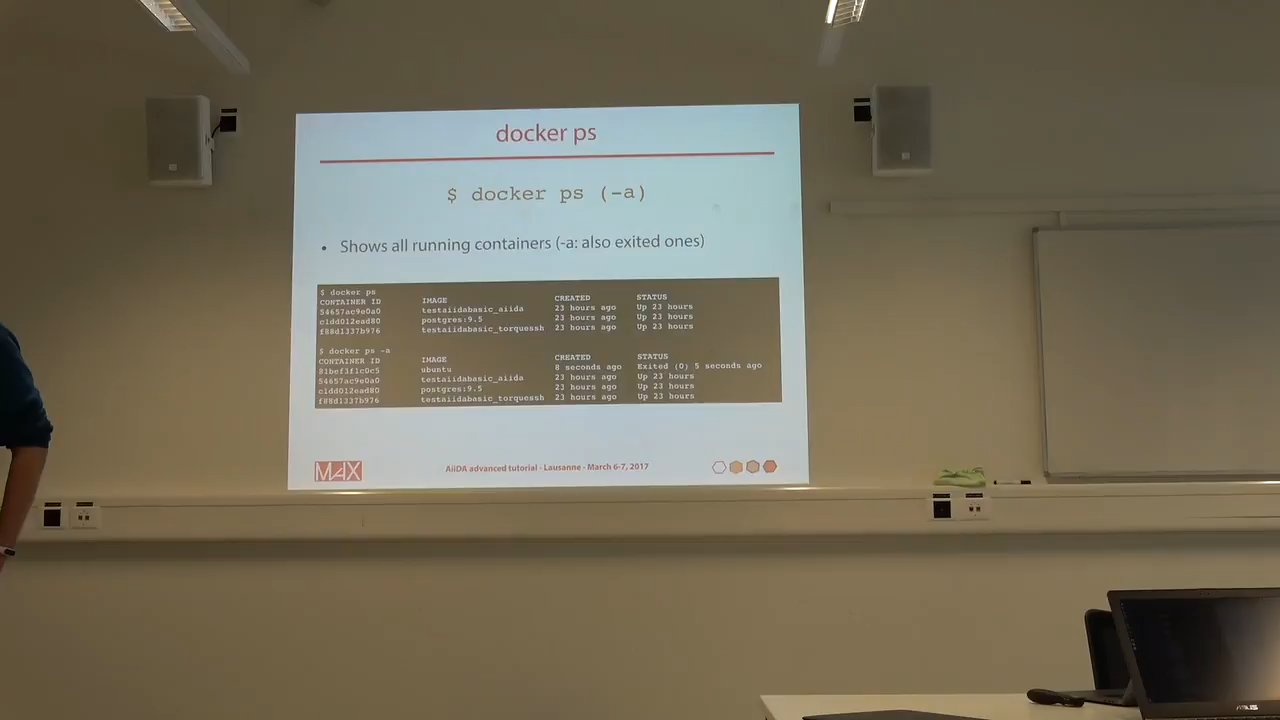 docker ps
$ docker ps (-a)
• Shows all running containers (-a: also exited ones)
$ docker ps
CONTAINER ID IMAGE CREATED STATUS
54657ac9e0a0 testaiidabasic_aiida 23 hours ago Up 23 hours
c1dd012ead80 postgres:9.5 23 hours ago Up 23 hours
f88d1337b976 testaiidabasic_torquessh 23 hours ago Up 23 hours
$ docker ps -a
CONTAINER ID IMAGE CREATED STATUS
81bef3f1c0c5 ubuntu 8 seconds ago Exited (0) 5 seconds ago
54657ac9e0a0 testaiidabasic_aiida 23 hours ago Up 23 hours
c1dd012ead80 postgres:9.5 23 hours ago Up 23 hours
f88d1337b976 testaiidabasic_torquessh 23 hours ago Up 23 hours
MAX AiiDA advanced tutorial - Lausanne - March 6-7, 2017
ASUS